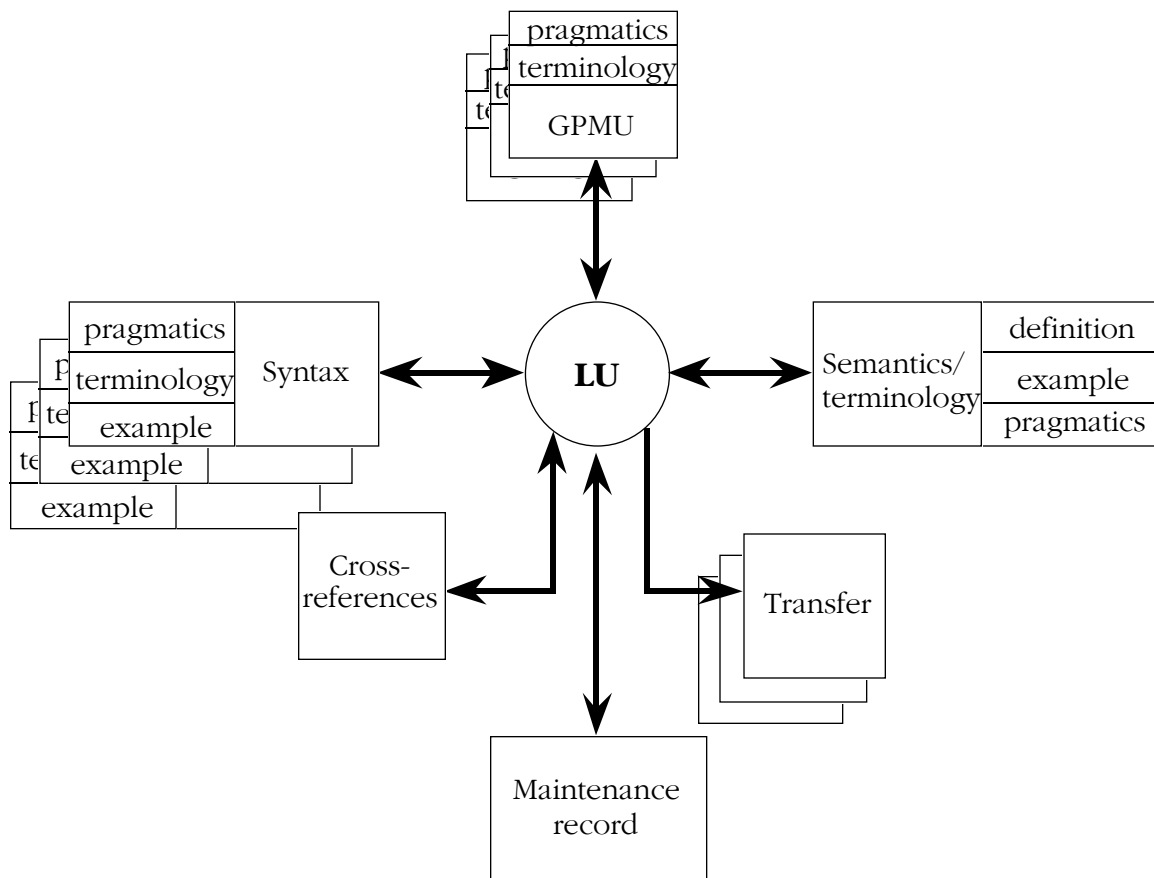 pragmatics
terminology
GPMU
pragmatics
terminology
example
Syntax
example
example
LU
Semantics/
terminology
definition
example
pragmatics
Cross-
references
Transfer
Maintenance
record